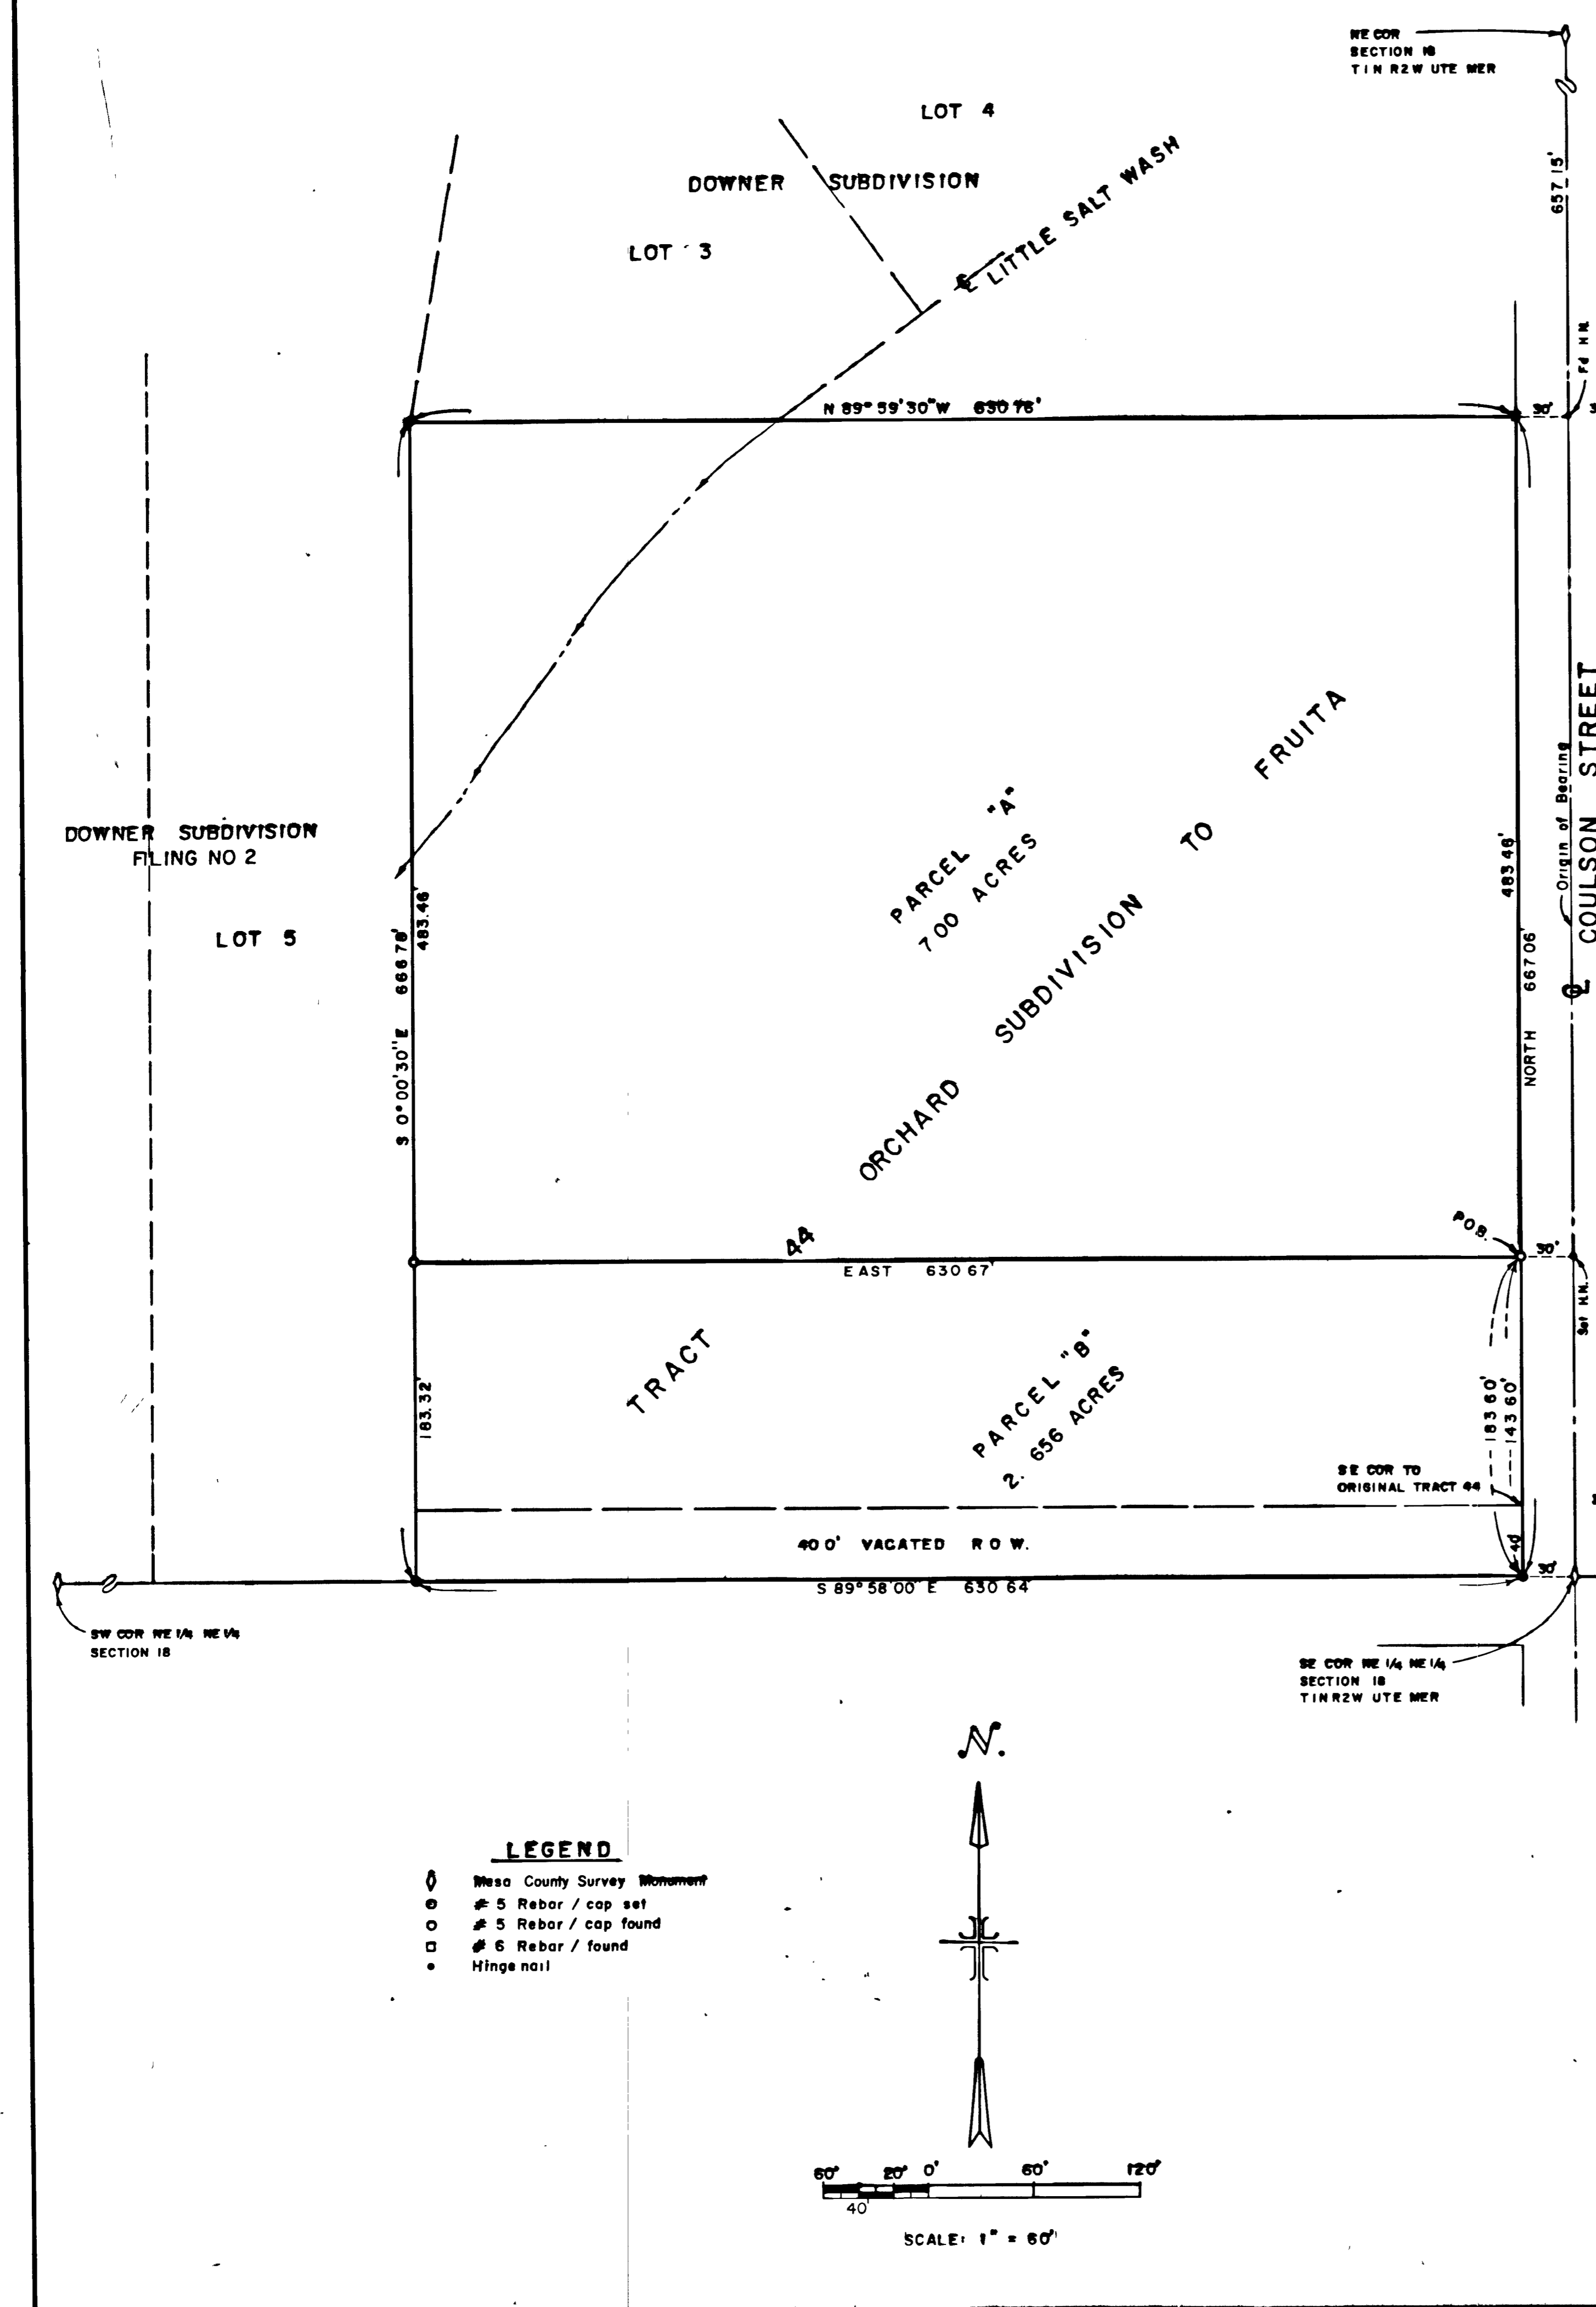 NE COR
SECTION 18
T1N R2W UTE MER
LOT 4
DOWNER SUBDIVISION
LOT 3
℄ LITTLE SALT WASH
657 15'
Fd H N.
N 89° 59' 30" W 630 76'
30'
DOWNER SUBDIVISION
FILING NO 2
LOT 5
S 0° 00' 30" E 666 78'
483.46'
PARCEL "A"
7 00 ACRES
TRACT 44 ORCHARD SUBDIVISION TO FRUITA
483 46'
NORTH 667 06'
Origin of Bearing
℄ COULSON STREET
P.O.B.
30'
Set H.N.
EAST 630 67'
183.32'
PARCEL "B"
2. 656 ACRES
183 60'
143 60'
SE COR TO
ORIGINAL TRACT 44
40 0' VACATED R O W.
40'
30'
S 89° 58' 00" E 630 64'
SW COR NE 1/4 NE 1/4
SECTION 18
SE COR NE 1/4 NE 1/4
SECTION 18
T1N R2W UTE MER
N.
LEGEND
Mesa County Survey Monument
# 5 Rebar / cap set
# 5 Rebar / cap found
# 6 Rebar / found
Hinge nail
60' 20' 0' 60' 120'
40'
SCALE: 1" = 60'